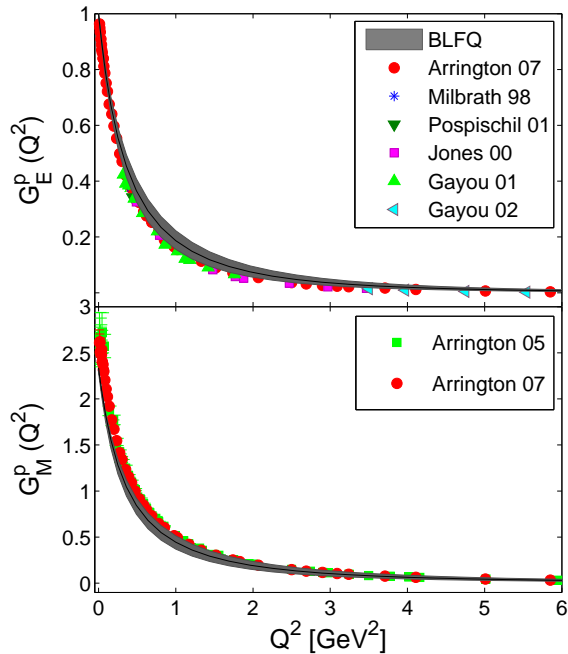 1
0.8
0.6
0.4
0.2
G_E^p (Q^2)
BLFQ
Arrington 07
Milbrath 98
Pospischil 01
Jones 00
Gayou 01
Gayou 02
3
2.5
2
1.5
1
0.5
0
G_M^p (Q^2)
Arrington 05
Arrington 07
0 1 2 3 4 5 6
Q^2 [GeV^2]